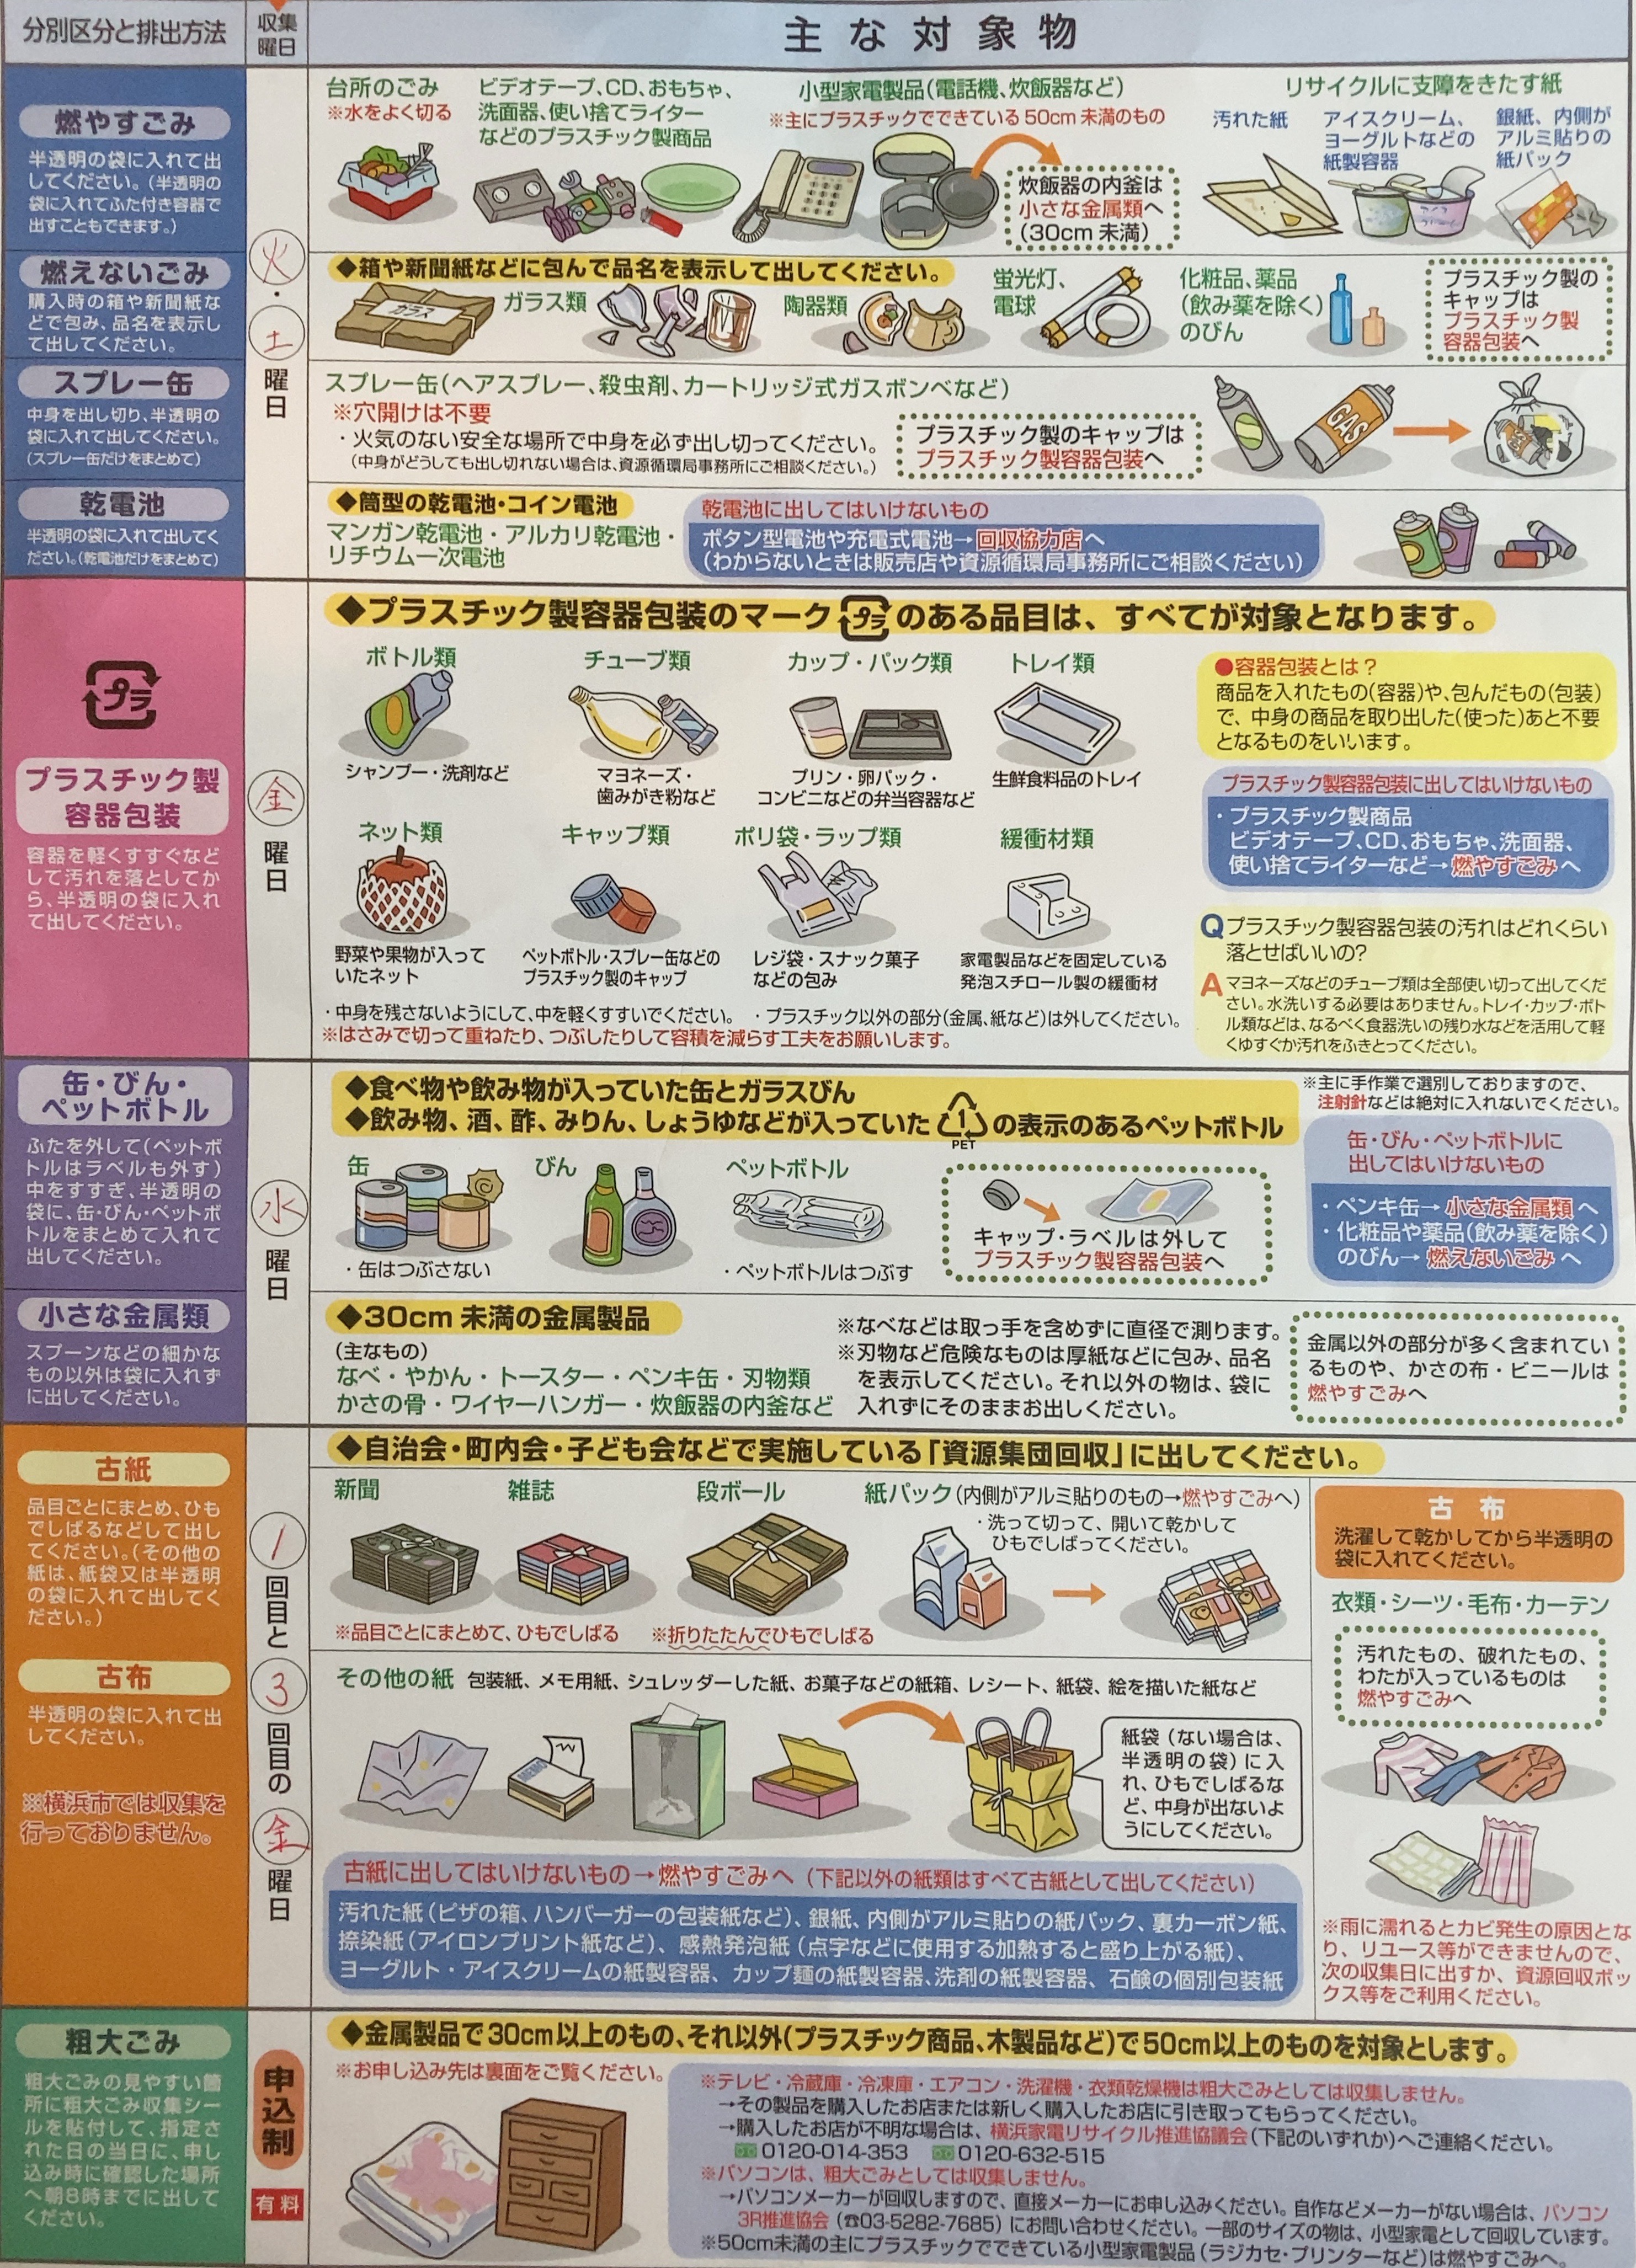 分別区分と排出方法
収集
曜日
主な対象物
燃やすごみ
半透明の袋に入れて出
してください。(半透明の
袋に入れてふた付き容器で
出すこともできます。)
火
・
土
曜
日
台所のごみ
※水をよく切る
ビデオテープ、CD、おもちゃ、
洗面器、使い捨てライター
などのプラスチック製商品
小型家電製品(電話機、炊飯器など)
※主にプラスチックでできている50cm未満のもの
炊飯器の内釜は
小さな金属類へ
(30cm未満)
リサイクルに支障をきたす紙
汚れた紙
アイスクリーム、
ヨーグルトなどの
紙製容器
銀紙、内側が
アルミ貼りの
紙パック
燃えないごみ
購入時の箱や新聞紙な
どで包み、品名を表示し
て出してください。
◆箱や新聞紙などに包んで品名を表示して出してください。
ガラス
ガラス類
陶器類
蛍光灯、
電球
化粧品、薬品
(飲み薬を除く)
のびん
プラスチック製の
キャップは
プラスチック製
容器包装へ
スプレー缶
中身を出し切り、半透明の
袋に入れて出してください。
(スプレー缶だけをまとめて)
スプレー缶(ヘアスプレー、殺虫剤、カートリッジ式ガスボンベなど)
※穴開けは不要
・火気のない安全な場所で中身を必ず出し切ってください。
(中身がどうしても出し切れない場合は、資源循環局事務所にご相談ください。)
プラスチック製のキャップは
プラスチック製容器包装へ
GAS
乾電池
半透明の袋に入れて出してく
ださい。(乾電池だけをまとめて)
◆筒型の乾電池・コイン電池
マンガン乾電池・アルカリ乾電池・
リチウム一次電池
乾電池に出してはいけないもの
ボタン型電池や充電式電池→回収協力店へ
(わからないときは販売店や資源循環局事務所にご相談ください)
プラ
プラスチック製
容器包装
容器を軽くすすぐなど
して汚れを落としてか
ら、半透明の袋に入れ
て出してください。
金
曜
日
◆プラスチック製容器包装のマーク プラ のある品目は、すべてが対象となります。
ボトル類
シャンプー・洗剤など
チューブ類
マヨネーズ・
歯みがき粉など
カップ・パック類
プリン・卵パック・
コンビニなどの弁当容器など
トレイ類
生鮮食料品のトレイ
ネット類
野菜や果物が入って
いたネット
キャップ類
ペットボトル・スプレー缶などの
プラスチック製のキャップ
ポリ袋・ラップ類
レジ袋・スナック菓子
などの包み
緩衝材類
家電製品などを固定している
発泡スチロール製の緩衝材
・中身を残さないようにして、中を軽くすすいでください。 ・プラスチック以外の部分(金属、紙など)は外してください。
※はさみで切って重ねたり、つぶしたりして容積を減らす工夫をお願いします。
●容器包装とは?
商品を入れたもの(容器)や、包んだもの(包装)
で、中身の商品を取り出した(使った)あと不要
となるものをいいます。
プラスチック製容器包装に出してはいけないもの
・プラスチック製商品
ビデオテープ、CD、おもちゃ、洗面器、
使い捨てライターなど→燃やすごみへ
Qプラスチック製容器包装の汚れはどれくらい
落とせばいいの?
Aマヨネーズなどのチューブ類は全部使い切って出してくだ
さい。水洗いする必要はありません。トレイ・カップ・ボト
ル類などは、なるべく食器洗いの残り水などを活用して軽
くゆすぐか汚れをふきとってください。
缶・びん・
ペットボトル
ふたを外して(ペットボ
トルはラベルも外す)
中をすすぎ、半透明の
袋に、缶・びん・ペットボ
トルをまとめて入れて
出してください。
水
曜
日
◆食べ物や飲み物が入っていた缶とガラスびん
◆飲み物、酒、酢、みりん、しょうゆなどが入っていた 1 PET の表示のあるペットボトル
※主に手作業で選別しておりますので、
注射針などは絶対に入れないでください。
缶
・缶はつぶさない
びん
ペットボトル
・ペットボトルはつぶす
キャップ・ラベルは外して
プラスチック製容器包装へ
缶・びん・ペットボトルに
出してはいけないもの
・ペンキ缶→小さな金属類へ
・化粧品や薬品(飲み薬を除く)
のびん→燃えないごみへ
小さな金属類
スプーンなどの細かな
もの以外は袋に入れず
に出してください。
◆30cm未満の金属製品
(主なもの)
なべ・やかん・トースター・ペンキ缶・刃物類
かさの骨・ワイヤーハンガー・炊飯器の内釜など
※なべなどは取っ手を含めずに直径で測ります。
※刃物など危険なものは厚紙などに包み、品名
を表示してください。それ以外の物は、袋に
入れずにそのままお出しください。
金属以外の部分が多く含まれてい
るものや、かさの布・ビニールは
燃やすごみへ
古紙
品目ごとにまとめ、ひも
でしばるなどして出し
てください。(その他の
紙は、紙袋又は半透明
の袋に入れて出してく
ださい。)
古布
半透明の袋に入れて出
してください。
※横浜市では収集を
行っておりません。
1
回目と
3
回目の
金
曜
日
◆自治会・町内会・子ども会などで実施している「資源集団回収」に出してください。
新聞
雑誌
段ボール
※品目ごとにまとめて、ひもでしばる
※折りたたんでひもでしばる
紙パック(内側がアルミ貼りのもの→燃やすごみへ)
・洗って切って、開いて乾かして
ひもでしばってください。
その他の紙 包装紙、メモ用紙、シュレッダーした紙、お菓子などの紙箱、レシート、紙袋、絵を描いた紙など
MEMO
紙袋(ない場合は、
半透明の袋)に入
れ、ひもでしばるな
ど、中身が出ないよ
うにしてください。
古紙に出してはいけないもの→燃やすごみへ(下記以外の紙類はすべて古紙として出してください)
汚れた紙(ピザの箱、ハンバーガーの包装紙など)、銀紙、内側がアルミ貼りの紙パック、裏カーボン紙、
捺染紙(アイロンプリント紙など)、感熱発泡紙(点字などに使用する加熱すると盛り上がる紙)、
ヨーグルト・アイスクリームの紙製容器、カップ麺の紙製容器、洗剤の紙製容器、石鹸の個別包装紙
古布
洗濯して乾かしてから半透明の
袋に入れてください。
衣類・シーツ・毛布・カーテン
汚れたもの、破れたもの、
わたが入っているものは
燃やすごみへ
※雨に濡れるとカビ発生の原因とな
り、リユース等ができませんので、
次の収集日に出すか、資源回収ボッ
クス等をご利用ください。
粗大ごみ
粗大ごみの見やすい箇
所に粗大ごみ収集シー
ルを貼付して、指定さ
れた日の当日に、申し
込み時に確認した場所
へ朝8時までに出して
ください。
申込制
有料
◆金属製品で30cm以上のもの、それ以外(プラスチック商品、木製品など)で50cm以上のものを対象とします。
※お申し込み先は裏面をご覧ください。
※テレビ・冷蔵庫・冷凍庫・エアコン・洗濯機・衣類乾燥機は粗大ごみとしては収集しません。
→その製品を購入したお店または新しく購入したお店に引き取ってもらってください。
→購入したお店が不明な場合は、横浜家電リサイクル推進協議会(下記のいずれか)へご連絡ください。
0120-014-353 0120-632-515
※パソコンは、粗大ごみとしては収集しません。
→パソコンメーカーが回収しますので、直接メーカーにお申し込みください。自作などメーカーがない場合は、パソコン
3R推進協会(☎03-5282-7685)にお問い合わせください。一部のサイズの物は、小型家電として回収しています。
※50cm未満の主にプラスチックでできている小型家電製品(ラジカセ・プリンターなど)は燃やすごみへ。